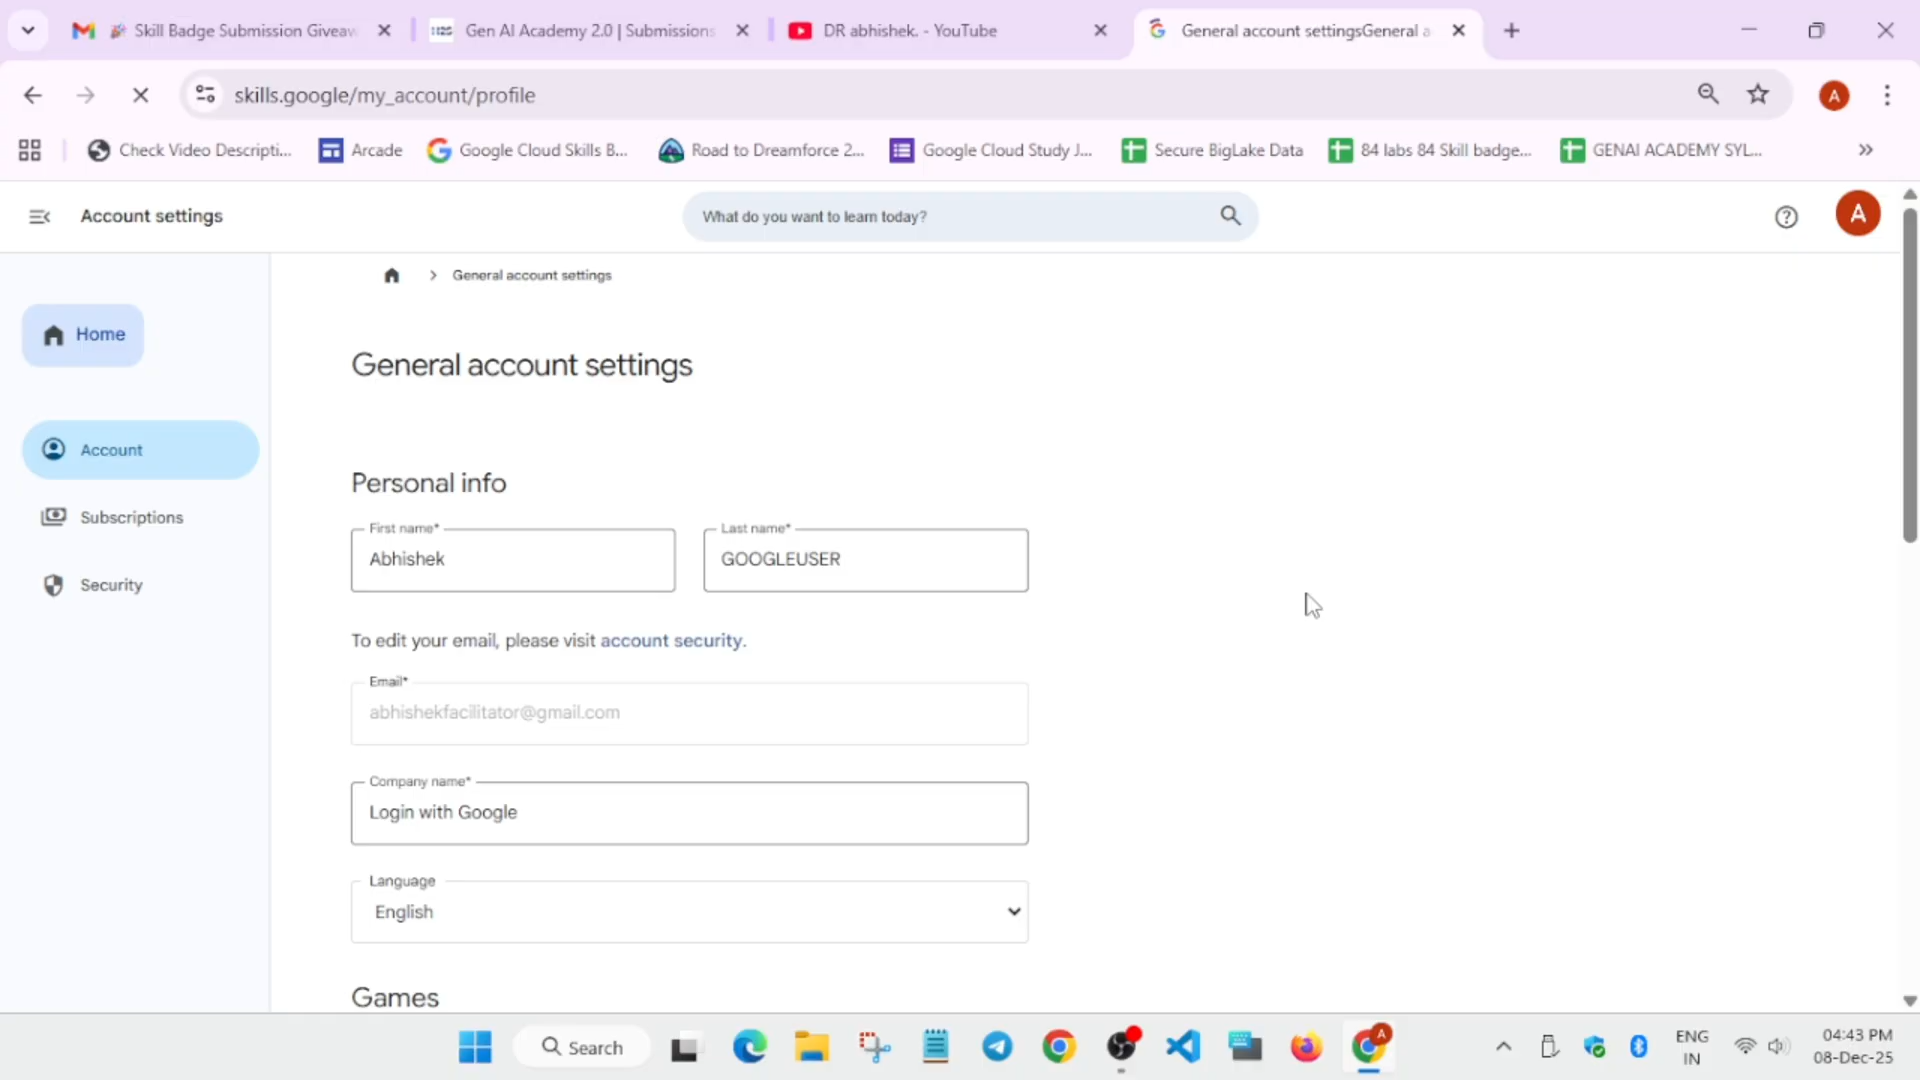 Skill Badge Submission Giveaw
Gen AI Academy 2.0 | Submissions
DR abhishek. - YouTube
General account settingsGeneral a
skills.google/my_account/profile
A
Check Video Descripti...
Arcade
Google Cloud Skills B...
Road to Dreamforce 2...
Google Cloud Study J...
Secure BigLake Data
84 labs 84 Skill badge...
GENAI ACADEMY SYL...
Account settings
What do you want to learn today?
A
General account settings
Home
General account settings
Account
Subscriptions
Security
Personal info
First name*
Abhishek
Last name*
GOOGLEUSER
To edit your email, please visit account security.
Email*
abhishekfacilitator@gmail.com
Company name*
Login with Google
Language
English
Games
Search
A
ENG
IN
04:43 PM
08-Dec-25